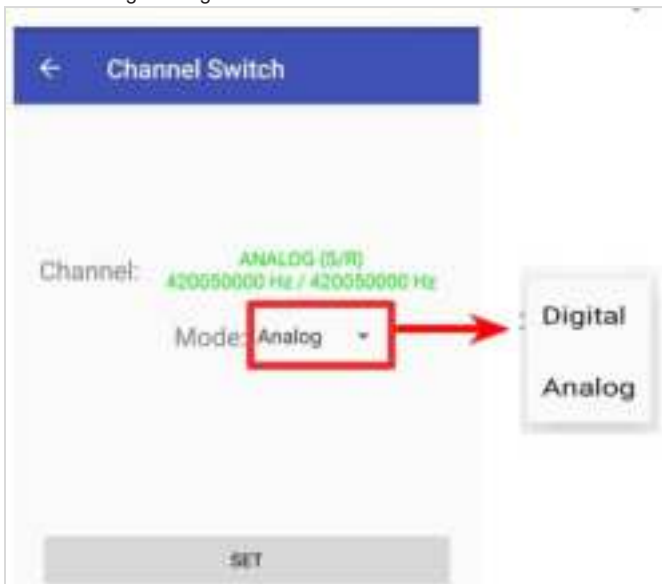 ← Channel Switch
Channel:
ANALOG (S/R)
420050000 Hz / 420050000 Hz
Mode: Analog
Digital
Analog
SET